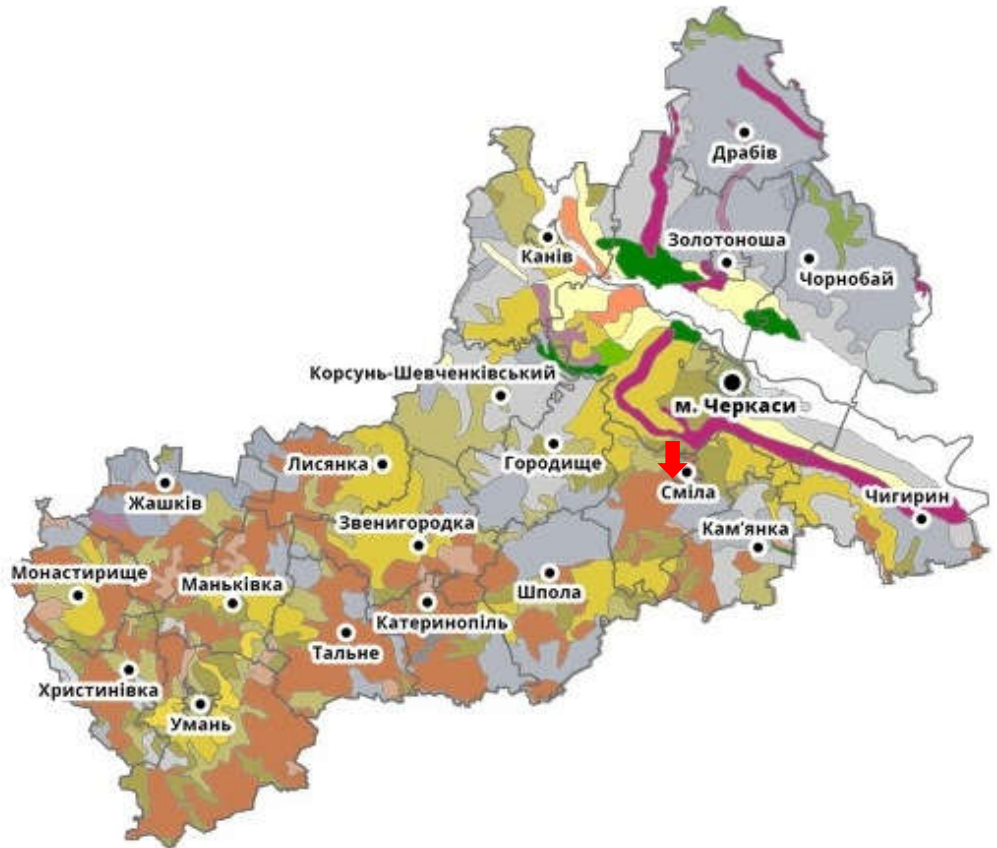 Драбів
Золотоноша
Канів
Чорнобай
Корсунь-Шевченківський
м. Черкаси
Лисянка
Городище
Сміла
Жашків
Чигирин
Звенигородка
Кам'янка
Монастирище
Маньківка
Шпола
Катеринопіль
Тальне
Христинівка
Умань